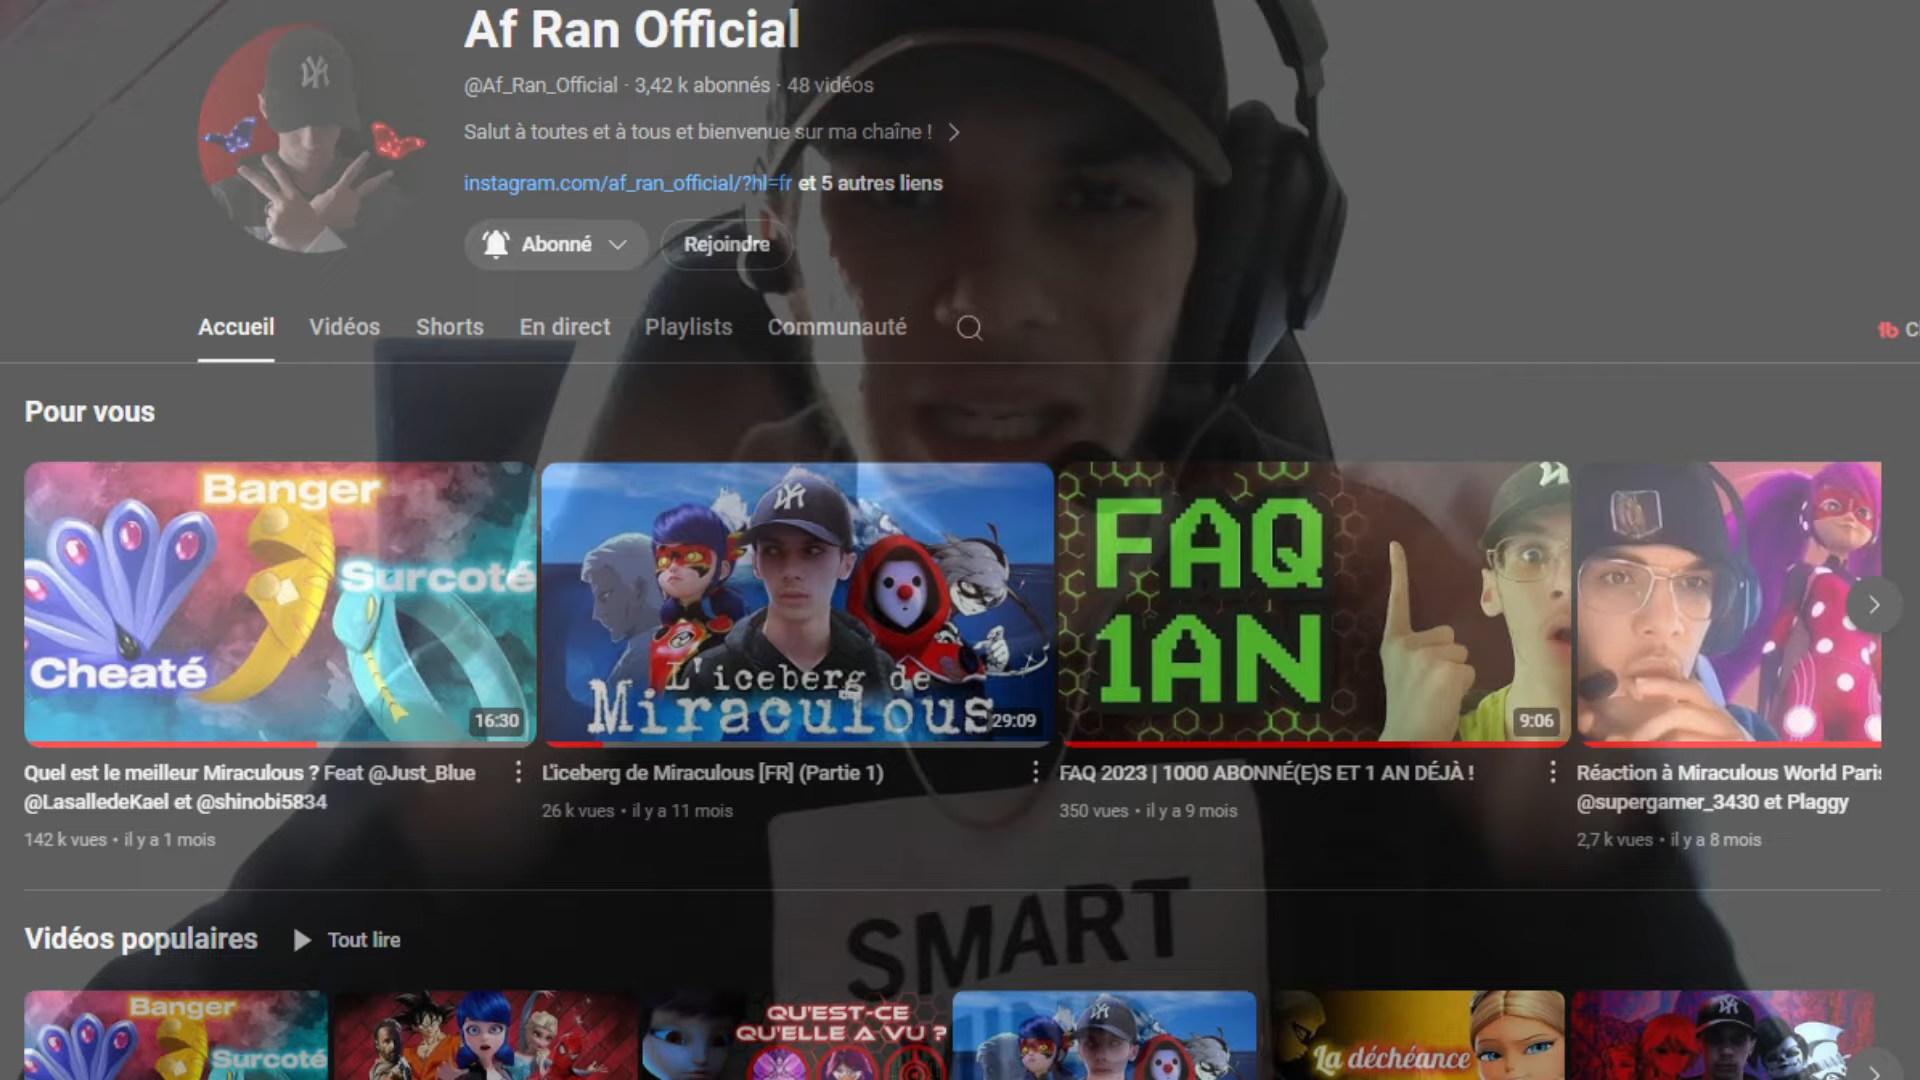 Af Ran Official
@Af_Ran_Official · 3,42 k abonnés · 48 vidéos
Salut à toutes et à tous et bienvenue sur ma chaîne !
instagram.com/af_ran_official/?hl=fr et 5 autres liens
Abonné
Rejoindre
Accueil
Vidéos
Shorts
En direct
Playlists
Communauté
C
Pour vous
Banger
Surcoté
Cheaté
16:30
L'iceberg de
Miraculous
29:09
FAQ
1AN
9:06
Quel est le meilleur Miraculous ? Feat @Just_Blue
@LasalledeKael et @shinobi5834
142 k vues • il y a 1 mois
L'iceberg de Miraculous [FR] (Partie 1)
26 k vues • il y a 11 mois
FAQ 2023 | 1000 ABONNÉ(E)S ET 1 AN DÉJÀ !
350 vues • il y a 9 mois
Réaction à Miraculous World Paris
@supergamer_3430 et Plaggy
2,7 k vues • il y a 8 mois
SMART
Vidéos populaires
Tout lire
Banger
Surcoté
QU'EST-CE
QU'ELLE A VU ?
La déchéance